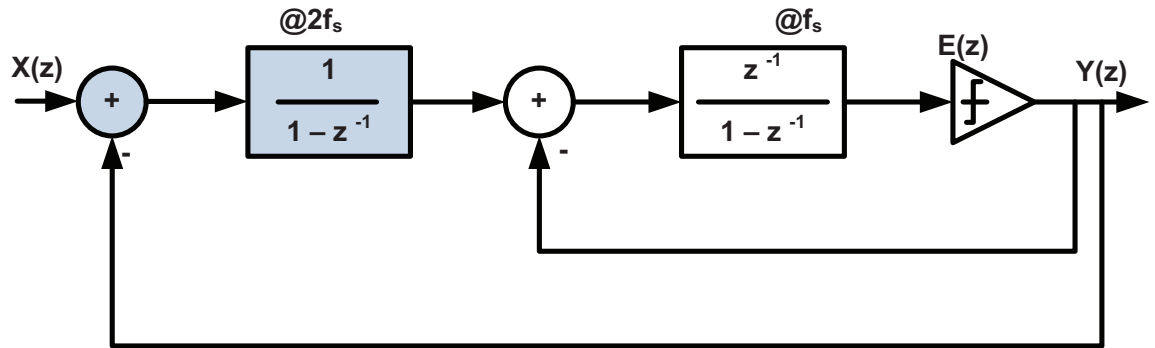 @2fₛ
@fₛ
X(z)
+
-
1
1 – z ⁻¹
+
-
z ⁻¹
1 – z ⁻¹
E(z)
Y(z)